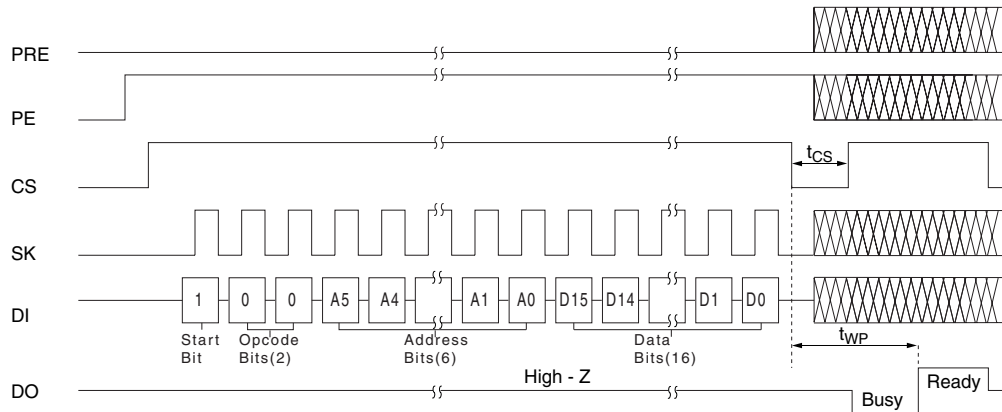 PRE
PE
CS
tCS
SK
DI
1 0 0 A5 A4 A1 A0 D15 D14 D1 D0
Start Bit
Opcode Bits(2)
Address Bits(6)
Data Bits(16)
tWP
DO
High - Z
Busy
Ready